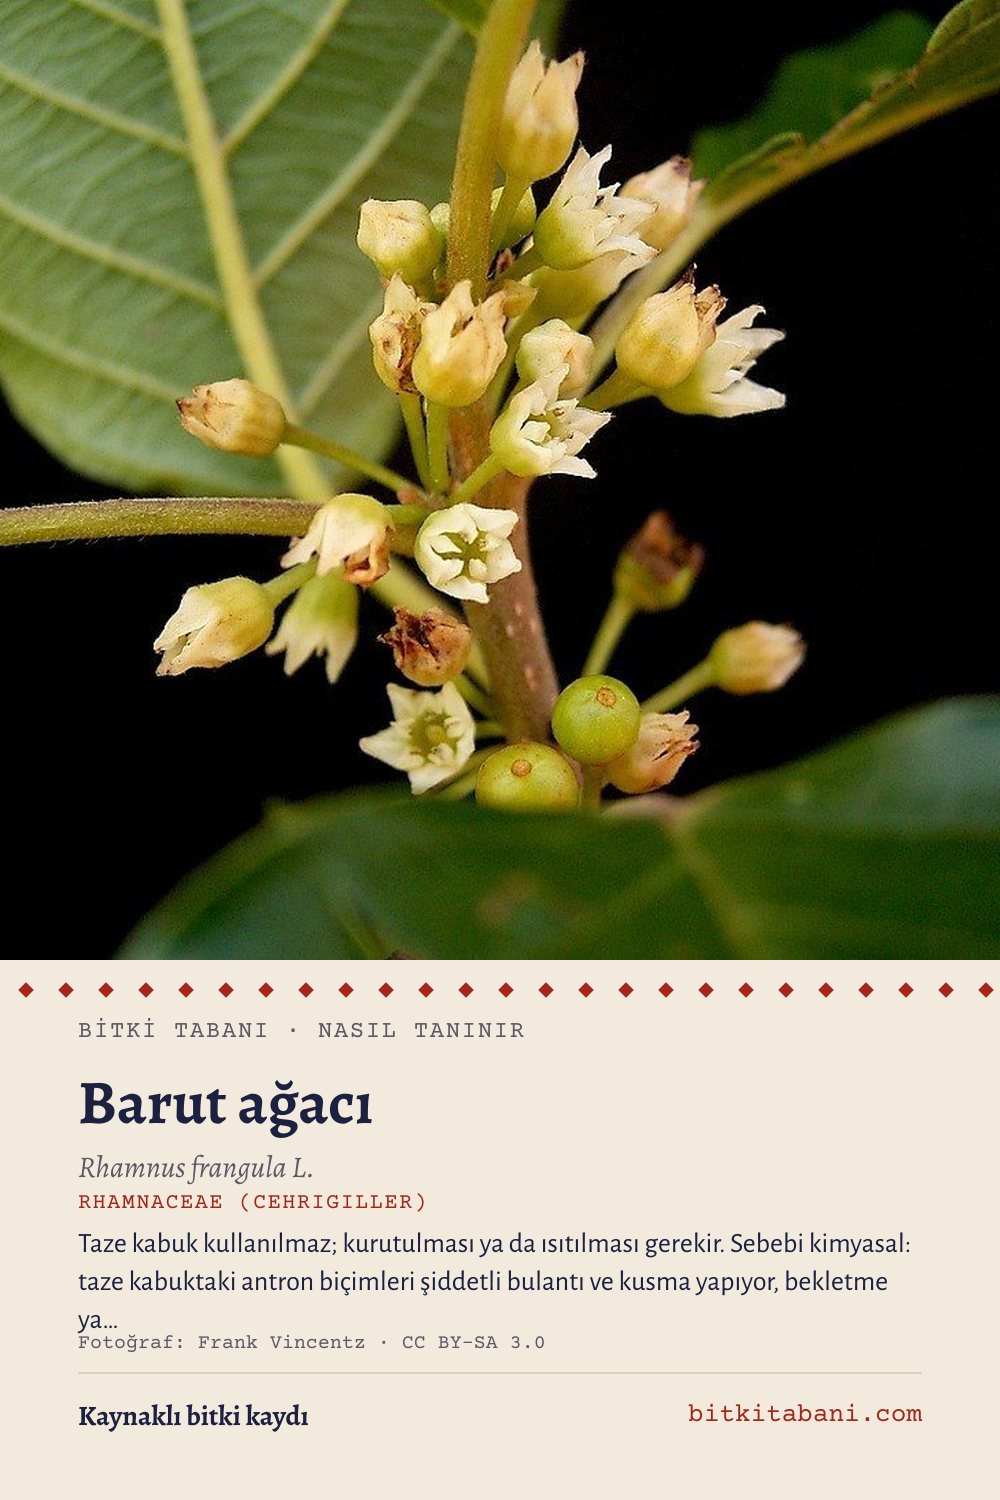 BİTKİ TABANI · NASIL TANINIR
Barut ağacı
Rhamnus frangula L.
RHAMNACEAE (CEHRIGILLER)
Taze kabuk kullanılmaz; kurutulması ya da ısıtılması gerekir. Sebebi kimyasal:
taze kabuktaki antron biçimleri şiddetli bulantı ve kusma yapıyor, bekletme
ya…
Fotoğraf: Frank Vincentz · CC BY-SA 3.0
Kaynaklı bitki kaydı
bitkitabani.com